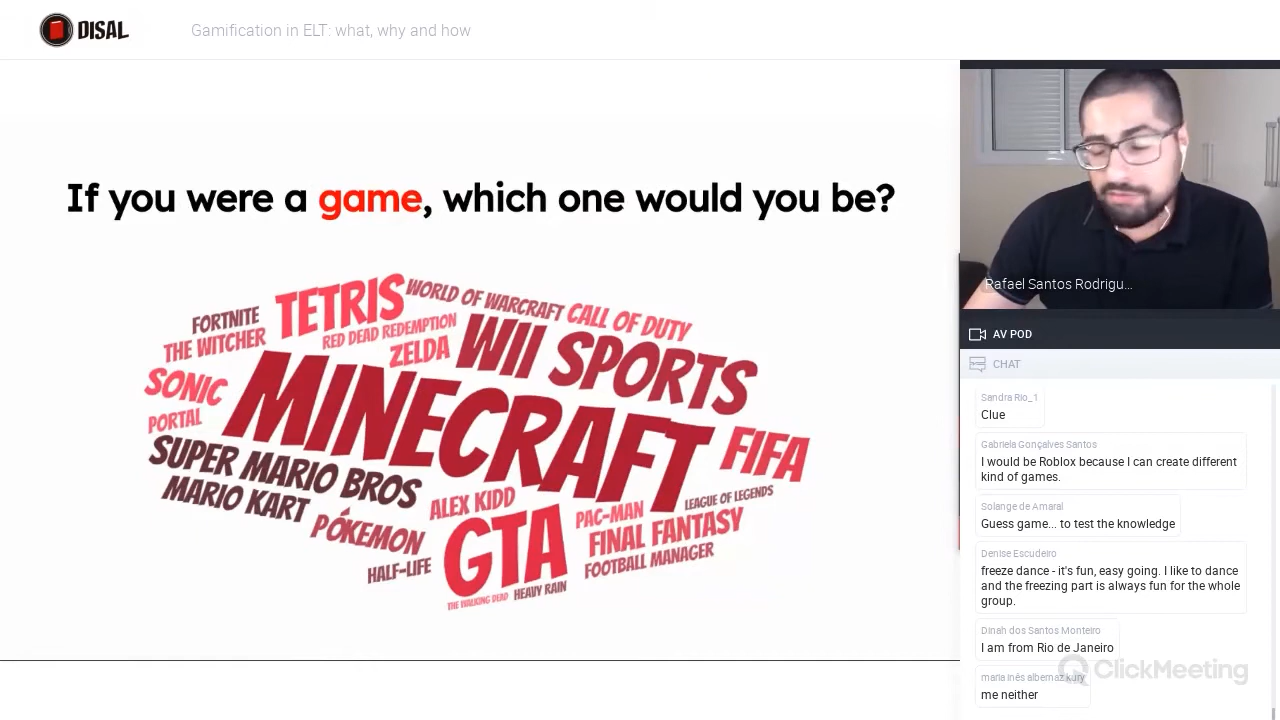 DISAL
Gamification in ELT: what, why and how
If you were a game, which one would you be?
FORTNITE
TETRIS
WORLD OF WARCRAFT
CALL OF DUTY
THE WITCHER
RED DEAD REDEMPTION
ZELDA
WII SPORTS
SONIC
MINECRAFT
PORTAL
FIFA
SUPER MARIO BROS
MARIO KART
ALEX KIDD
LEAGUE OF LEGENDS
PÓKEMON
GTA
PAC-MAN
FINAL FANTASY
HALF-LIFE
FOOTBALL MANAGER
THE WALKING DEAD
HEAVY RAIN
Rafael Santos Rodrigu...
AV POD
CHAT
Sandra Rio_1
Clue
Gabriela Gonçalves Santos
I would be Roblox because I can create different
kind of games.
Solange de Amaral
Guess game... to test the knowledge
Denise Escudeiro
freeze dance - it's fun, easy going. I like to dance
and the freezing part is always fun for the whole
group.
Dinah dos Santos Monteiro
I am from Rio de Janeiro
maria inês albernaz kury
me neither
ClickMeeting